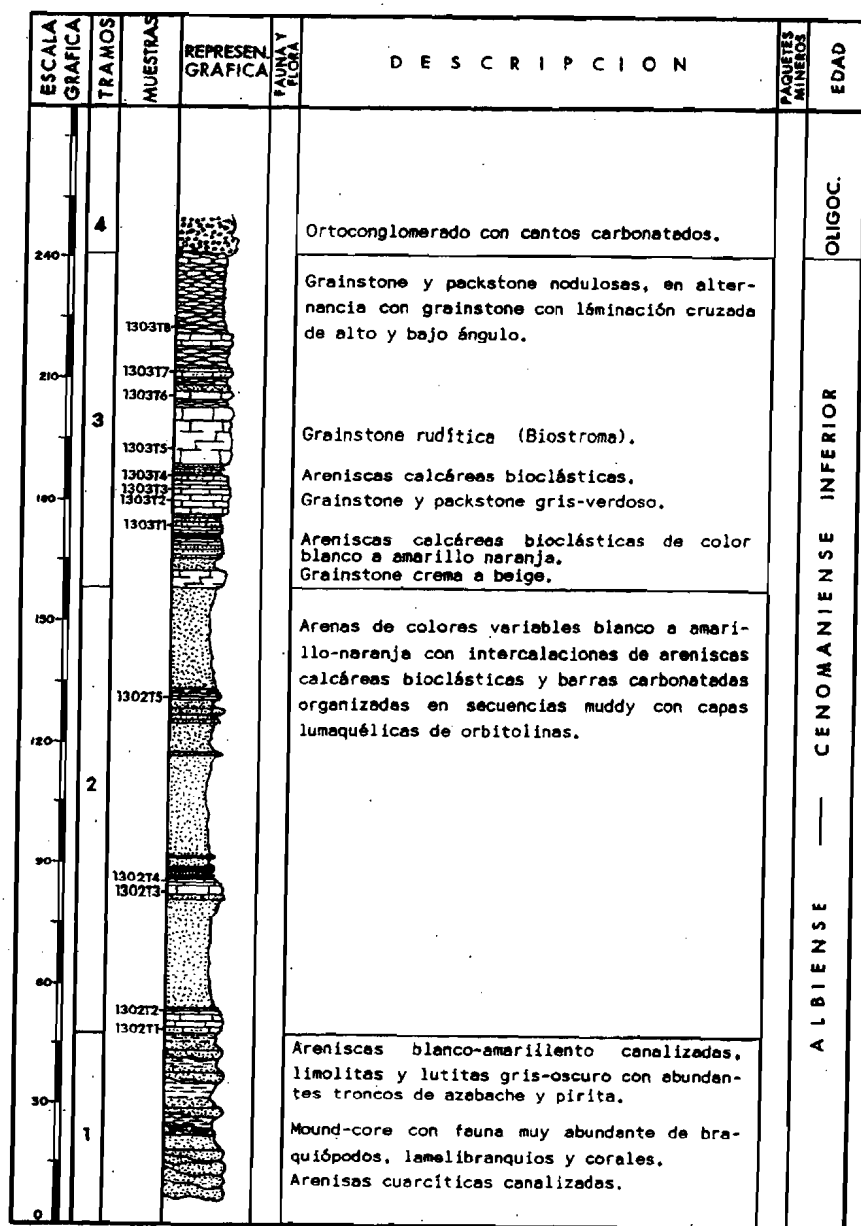 ESCALA GRAFICA
TRAMOS
MUESTRAS
REPRESEN. GRAFICA
FAUNA Y FLORA
DESCRIPCION
PAQUETES MINEROS
EDAD
OLIGOC.
4
Ortoconglomerado con cantos carbonatados.
240
Grainstone y packstone nodulosas, en alter-
nancia con grainstone con láminación cruzada
de alto y bajo ángulo.
1303T8
210
1303T7
1303T6
3
Grainstone rudítica (Biostroma).
1303T5
Areniscas calcáreas bioclásticas.
1303T4
1303T3
180
1303T2
Grainstone y packstone gris-verdoso.
1303T1
Areniscas calcáreas bioclásticas de color
blanco a amarillo naranja.
Grainstone crema a beige.
150
Arenas de colores variables blanco a amari-
llo-naranja con intercalacionas de areniscas
calcáreas bioclásticas y barras carbonatadas
organizadas en secuencias muddy con capas
lumaquélicas de orbitolinas.
1302T5
120
2
90
1302T4
1302T3
60
1302T2
1302T1
ALBIENSE — CENOMANIENSE INFERIOR
Areniscas blanco-amarillento canalizadas,
limolitas y lutitas gris-oscuro con abundan-
tes troncos de azabache y pirita.
30
1
Mound-core con fauna muy abundante de bra-
quiópodos, lamelibranquios y corales.
Arenisas cuarcíticas canalizadas.
0